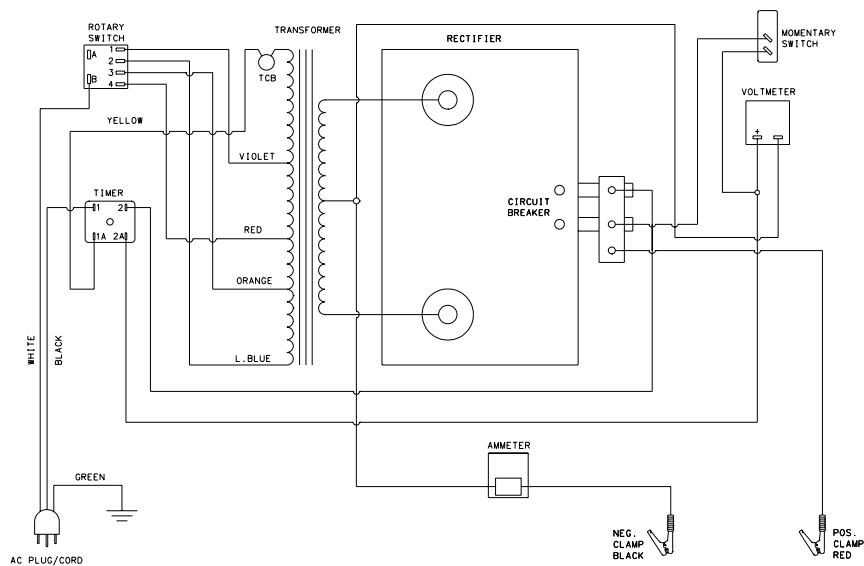 ROTARY
SWITCH
TRANSFORMER
RECTIFIER
MOMENTARY
SWITCH
1
A
2
3
B
4
TCB
VOLTMETER
+
YELLOW
VIOLET
TIMER
1 2
1A 2A
CIRCUIT
BREAKER
RED
ORANGE
WHITE
BLACK
L.BLUE
AMMETER
GREEN
NEG.
CLAMP
BLACK
POS.
CLAMP
RED
AC PLUG/CORD